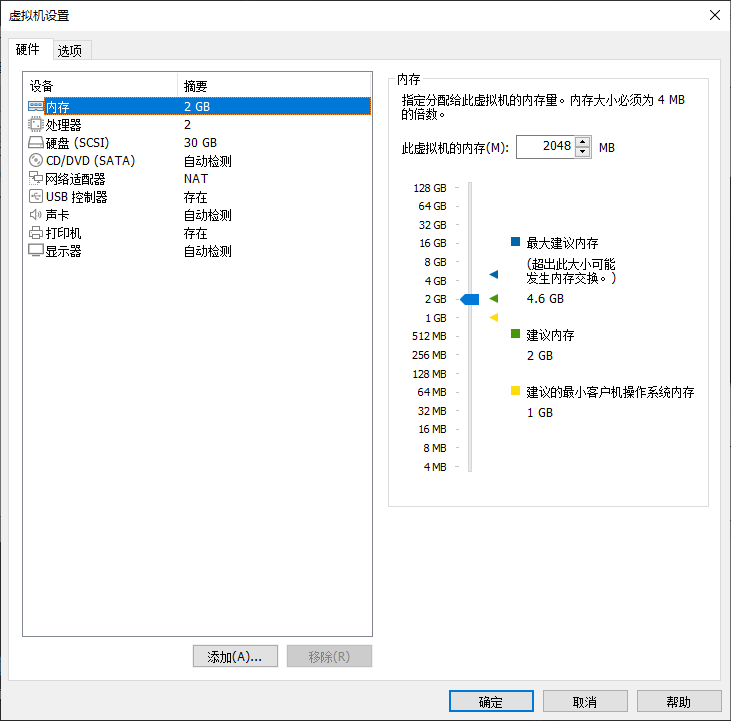 虚拟机设置
硬件 选项
设备 摘要
内存 2 GB
处理器 2
硬盘 (SCSI) 30 GB
CD/DVD (SATA) 自动检测
网络适配器 NAT
USB 控制器 存在
声卡 自动检测
打印机 存在
显示器 自动检测
添加(A)... 移除(R)
内存
指定分配给此虚拟机的内存量。内存大小必须为 4 MB
的倍数。
此虚拟机的内存(M): 2048 MB
128 GB
64 GB
32 GB
16 GB
8 GB
4 GB
2 GB
1 GB
512 MB
256 MB
128 MB
64 MB
32 MB
16 MB
8 MB
4 MB
最大建议内存
(超出此大小可能
发生内存交换。)
4.6 GB
建议内存
2 GB
建议的最小客户机操作系统内存
1 GB
确定 取消 帮助